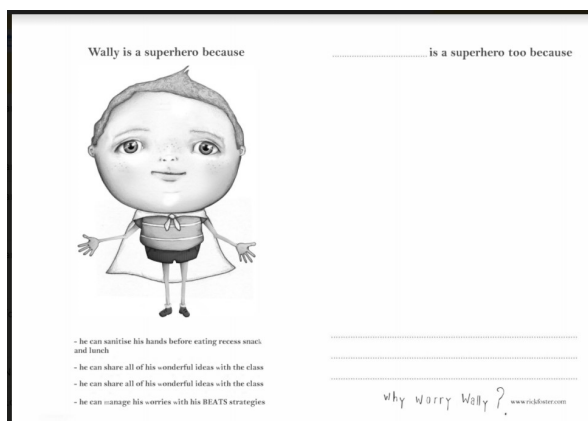 Wally is a superhero because
- he can sanitise his hands before eating recess snack
and lunch
- he can share all of his wonderful ideas with the class
- he can share all of his wonderful ideas with the class
- he can manage his worries with his BEATS strategies
.............................. is a superhero too because
why worry Wally?
www.rickfoster.com